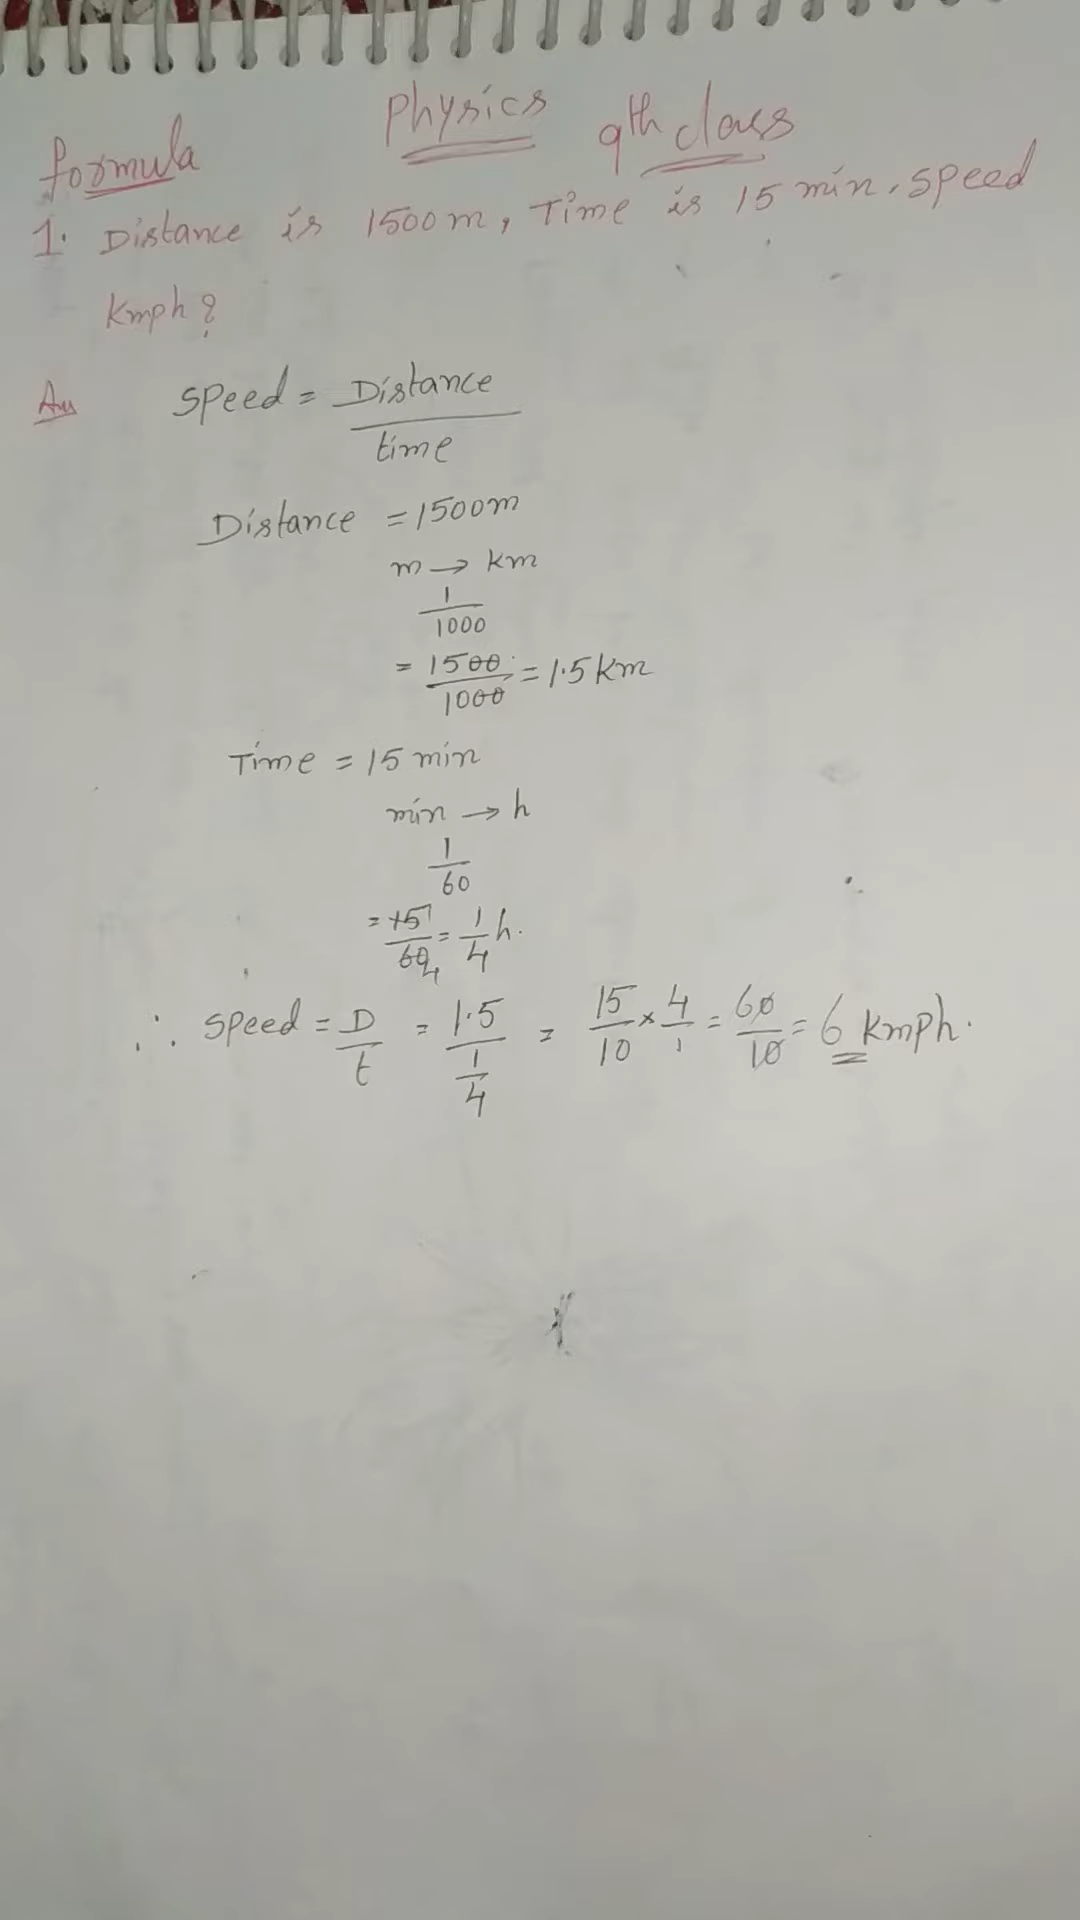 Physics 9th class
formula
1. Distance is 1500m, Time is 15 min, speed
Kmph?
Ans speed = Distance/time
Distance = 1500m
m → km
1/1000
= 1500/1000 = 1.5 km
Time = 15 min
min → h
1/60
= 15 1/60 4 = 1/4 h.
∴ speed = D/t = 1.5/(1/4) = 15/10 × 4/1 = 60/10 = 6 kmph.